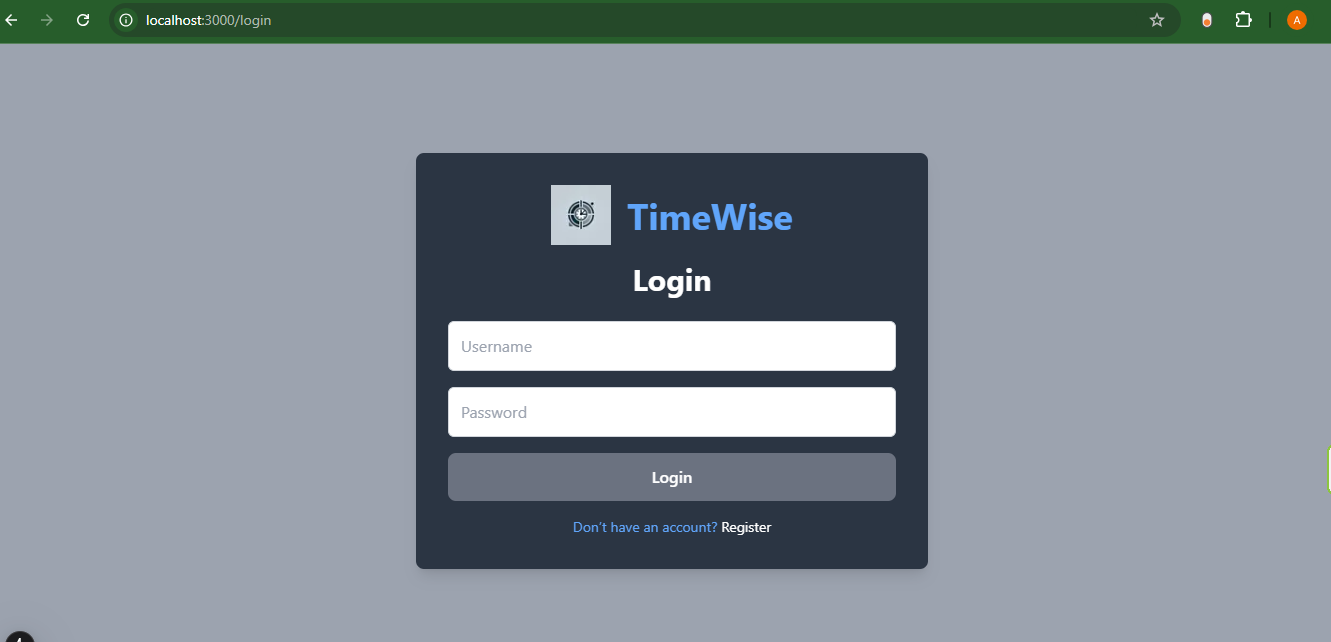 localhost:3000/login
A
TimeWise
Login
Username
Password
Login
Don't have an account? Register